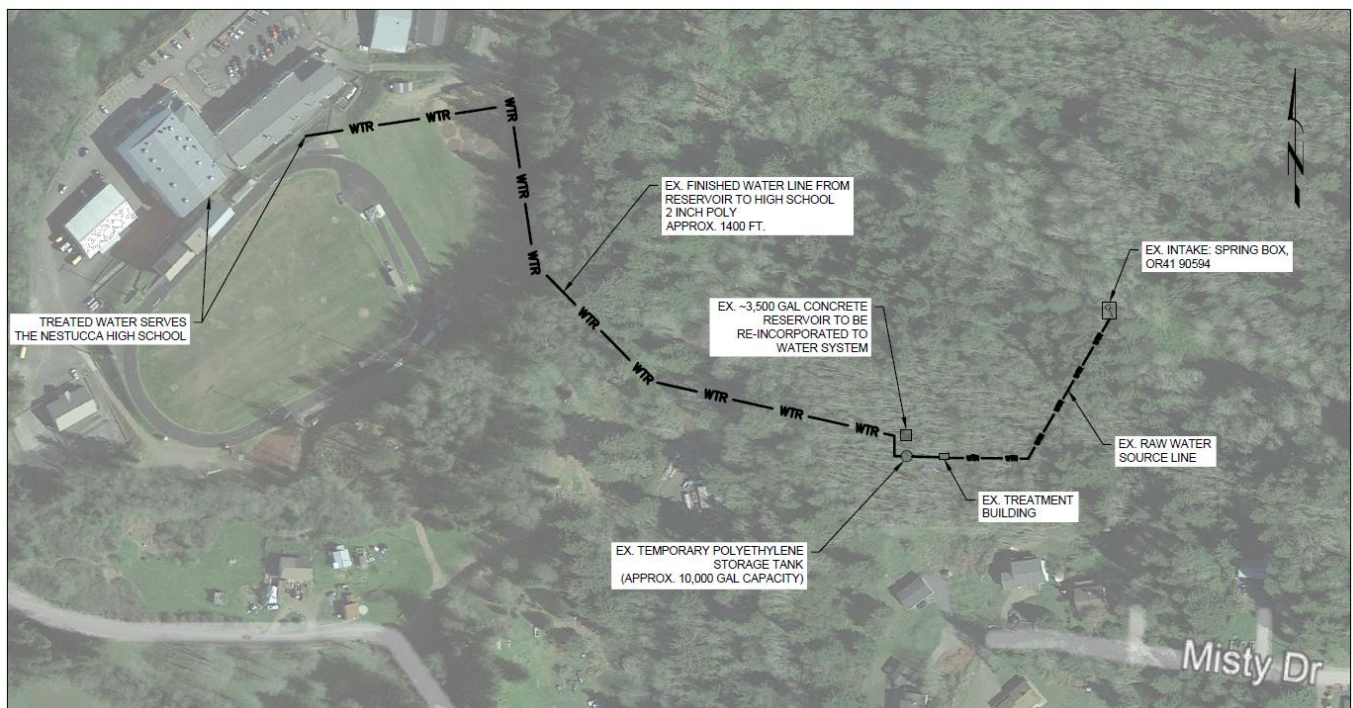 WTR WTR WTR
WTR
WTR
EX. FINISHED WATER LINE FROM
RESERVOIR TO HIGH SCHOOL
2 INCH POLY
APPROX. 1400 FT.
N
EX. INTAKE: SPRING BOX,
OR41 90594
TREATED WATER SERVES
THE NESTUCCA HIGH SCHOOL
EX. ~3,500 GAL CONCRETE
RESERVOIR TO BE
RE-INCORPORATED TO
WATER SYSTEM
WTR
WTR
WTR
WTR
WTR
EX. RAW WATER
SOURCE LINE
EX. TREATMENT
BUILDING
EX. TEMPORARY POLYETHYLENE
STORAGE TANK
(APPROX. 10,000 GAL CAPACITY)
Misty Dr